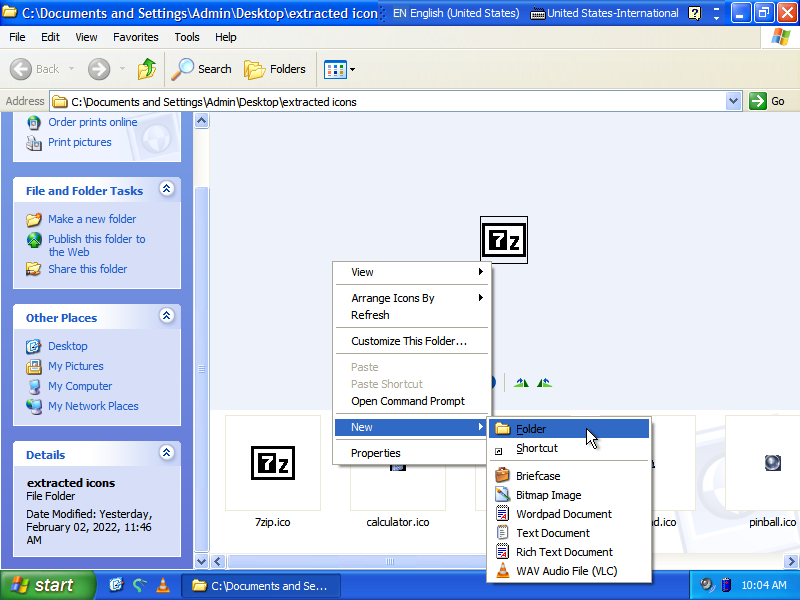 C:\Documents and Settings\Admin\Desktop\extracted icon
EN English (United States)
United States-International
File Edit View Favorites Tools Help
Back
Search
Folders
Address
C:\Documents and Settings\Admin\Desktop\extracted icons
Go
Order prints online
Print pictures
File and Folder Tasks
Make a new folder
Publish this folder to
the Web
Share this folder
Other Places
Desktop
My Pictures
My Computer
My Network Places
Details
extracted icons
File Folder
Date Modified: Yesterday,
February 02, 2022, 11:46
AM
7z
View
Arrange Icons By
Refresh
Customize This Folder...
Paste
Paste Shortcut
Open Command Prompt
New
Properties
Folder
Shortcut
Briefcase
Bitmap Image
Wordpad Document
Text Document
Rich Text Document
WAV Audio File (VLC)
7z
7zip.ico
calculator.ico
d.ico
pinball.ico
start
C:\Documents and Se...
10:04 AM